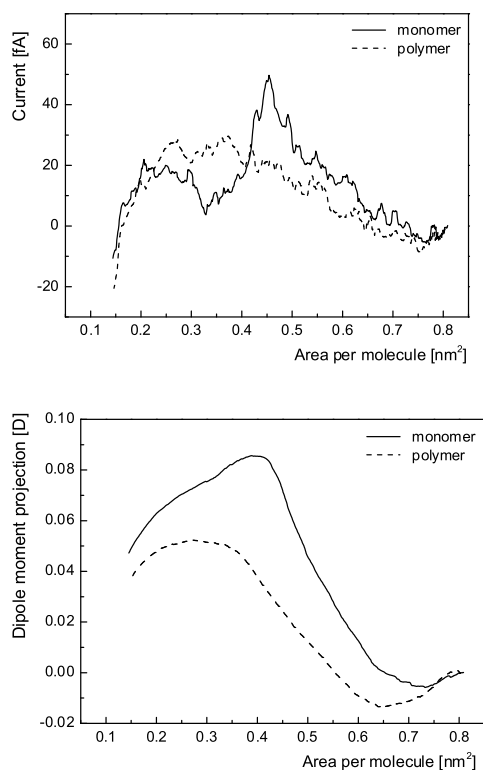 monomer
polymer
Current [fA]
60
40
20
0
-20
0.1 0.2 0.3 0.4 0.5 0.6 0.7 0.8
Area per molecule [nm²]
monomer
polymer
Dipole moment projection [D]
0.10
0.08
0.06
0.04
0.02
0.00
-0.02
0.1 0.2 0.3 0.4 0.5 0.6 0.7 0.8
Area per molecule [nm²]